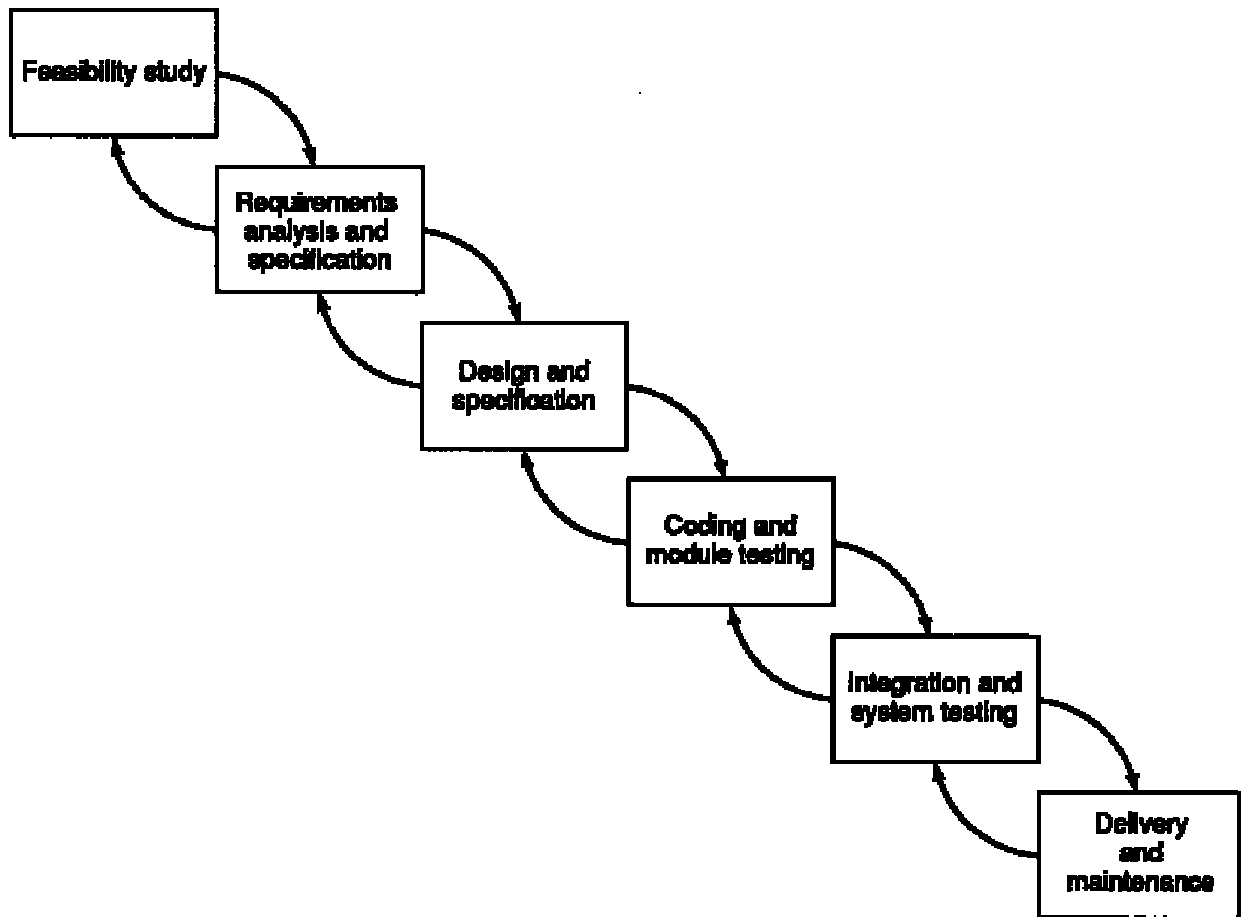 Feasibility study
Requirements
analysis and
specification
Design and
specification
Coding and
module testing
Integration and
system testing
Delivery
and
maintenance